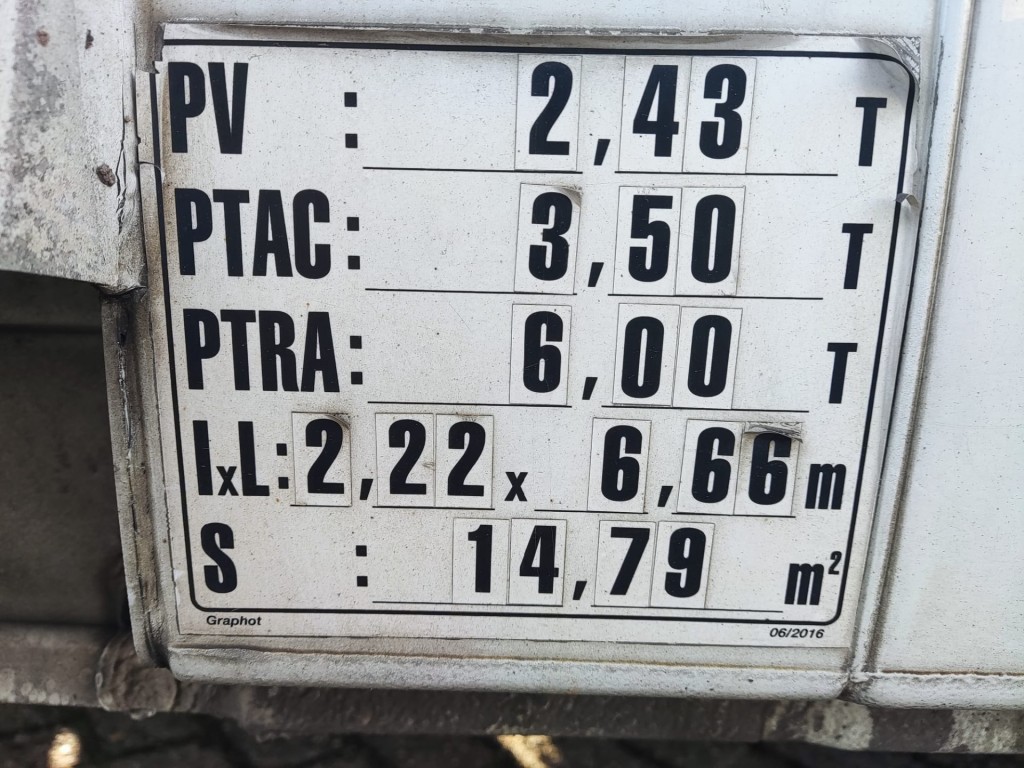 PV : 2,43 T
PTAC : 3,50 T
PTRA : 6,00 T
lxL : 2,22 x 6,66 m
S : 14,79 m²
Graphot 06/2016